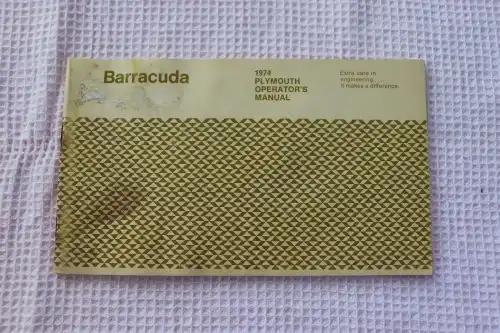 Barracuda
1974
PLYMOUTH
OPERATOR'S
MANUAL
Extra care in
engineering.
It makes a difference.